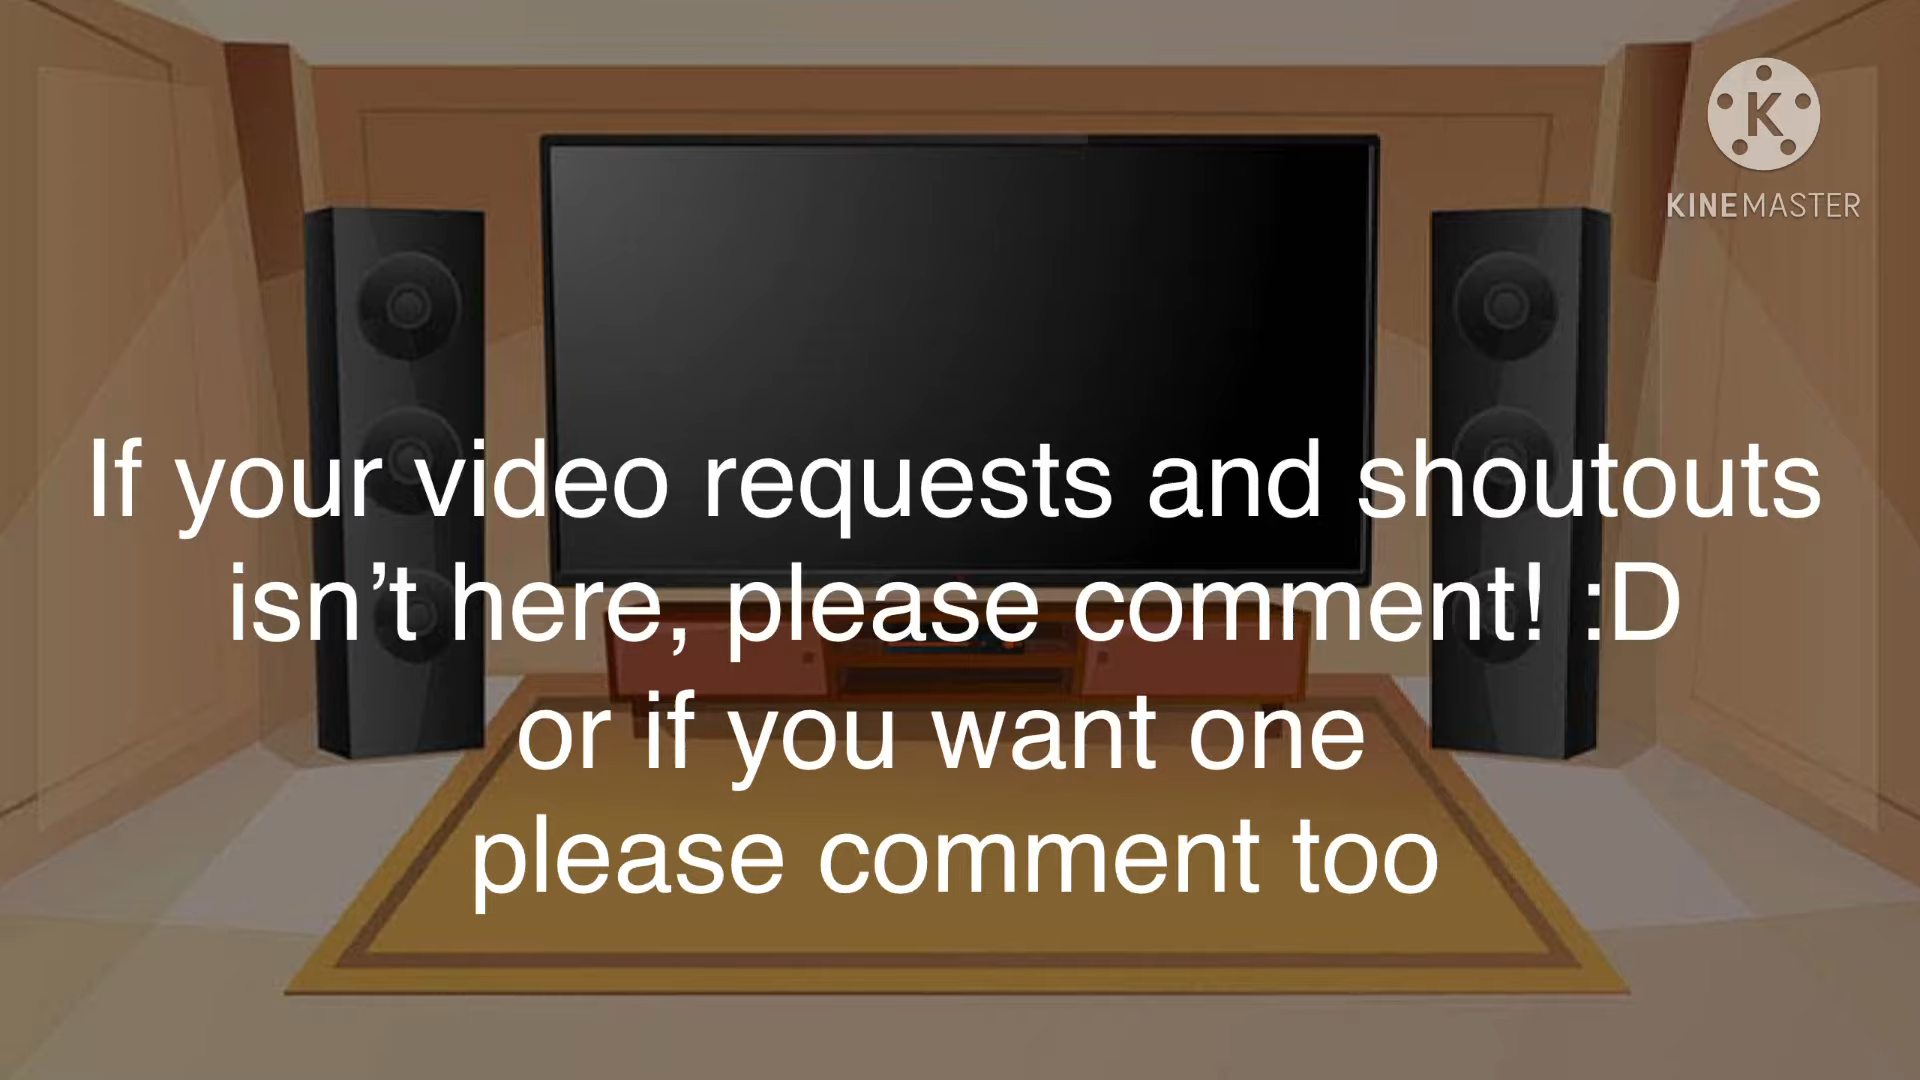 K
KINEMASTER
If your video requests and shoutouts
isn’t here, please comment! :D
or if you want one
please comment too